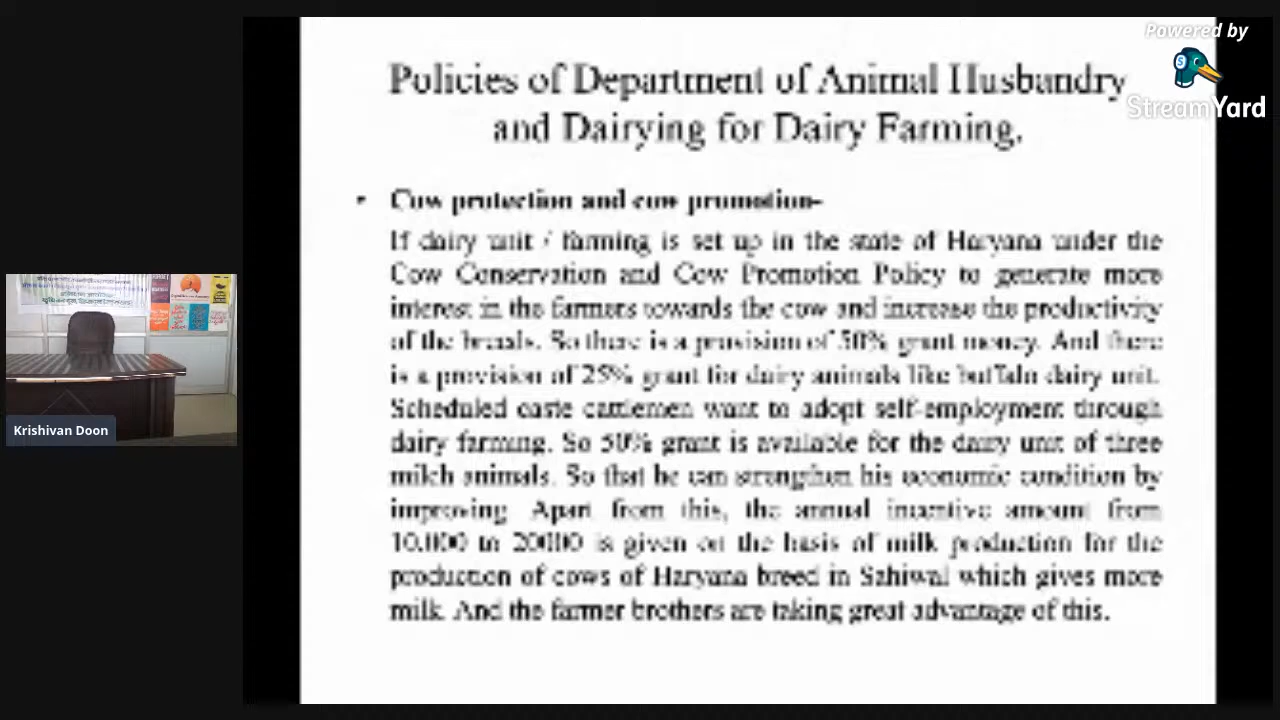 Powered by
StreamYard
Policies of Department of Animal Husbandry
and Dairying for Dairy Farming.
• Cow protection and cow promotion-
If dairy unit / farming is set up in the state of Haryana under the
Cow Conservation and Cow Promotion Policy to generate more
interest in the farmers towards the cow and increase the productivity
of the breeds. So there is a provision of 50% grant money. And there
is a provision of 25% grant for dairy animals like buffalo dairy unit.
Scheduled caste cattlemen want to adopt self-employment through
dairy farming. So 50% grant is available for the dairy unit of three
milch animals. So that he can strengthen his economic condition by
improving. Apart from this, the annual incentive amount from
10,000 to 20000 is given on the basis of milk production for the
production of cows of Haryana breed in Sahiwal which gives more
milk. And the farmer brothers are taking great advantage of this.
Krishivan Doon